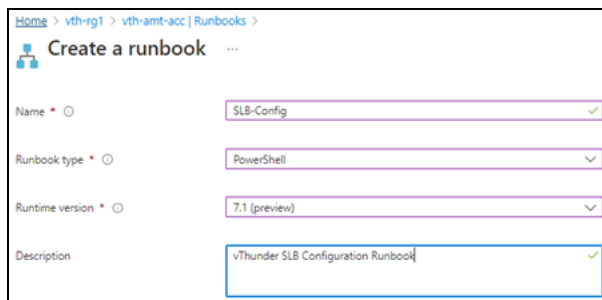 Home > vth-rg1 > vth-amt-acc | Runbooks >
Create a runbook ...
Name * SLB-Config
Runbook type * PowerShell
Runtime version * 7.1 (preview)
Description vThunder SLB Configuration Runbook